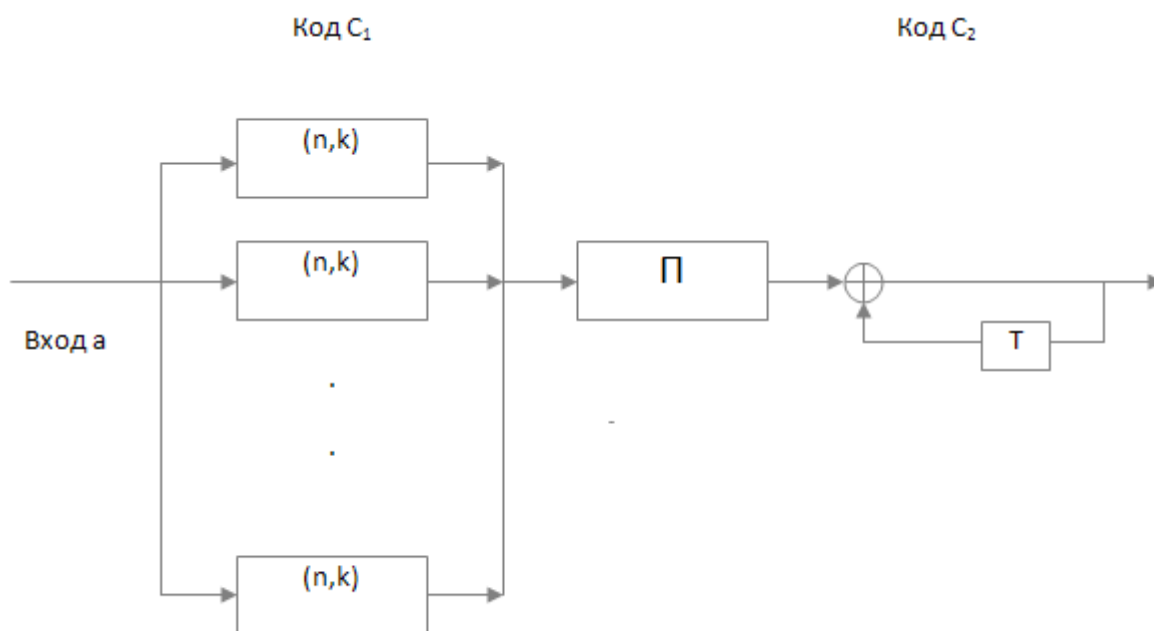 Код C₁
Код C₂
(n,k)
(n,k)
П
Вход а
T
(n,k)